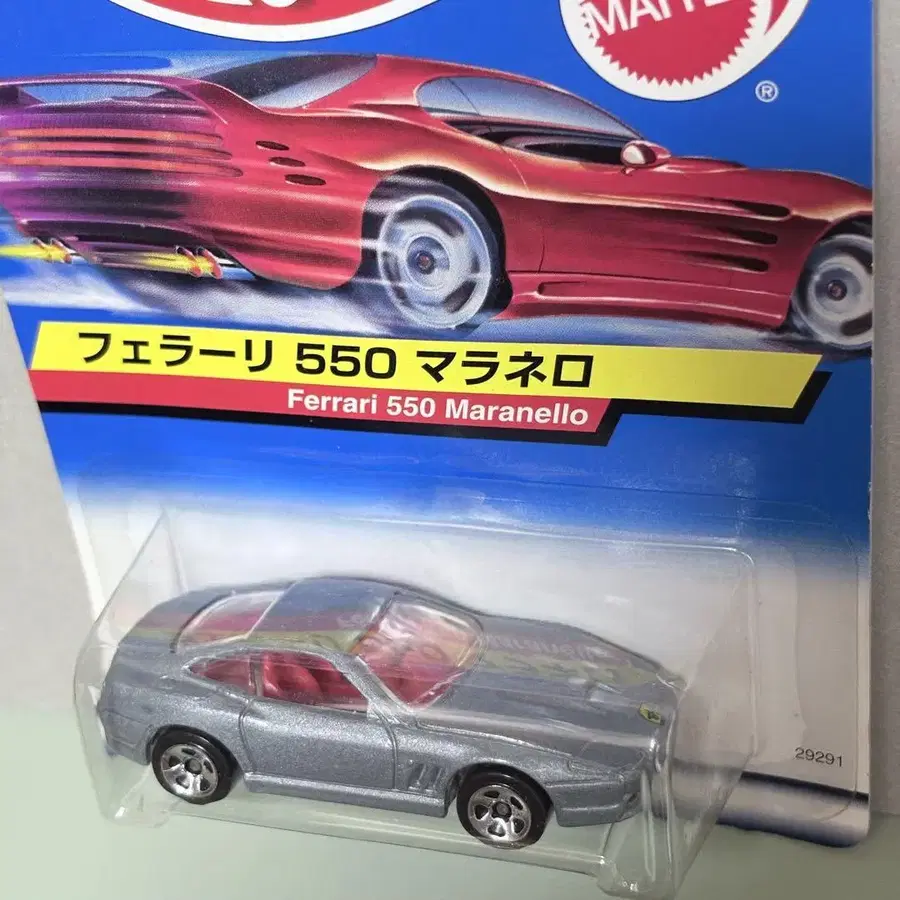 MATTEL
®
フェラーリ 550 マラネロ
Ferrari 550 Maranello
29291